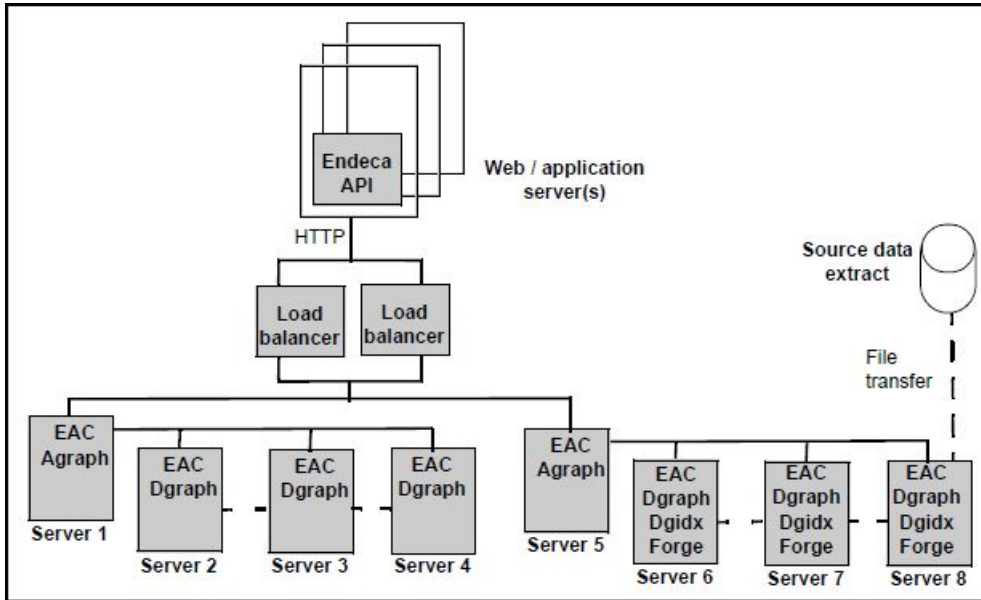 Endeca
API
Web / application
server(s)
HTTP
Source data
extract
Load
balancer
Load
balancer
File
transfer
EAC
Agraph
Server 1
EAC
Dgraph
Server 2
EAC
Dgraph
Server 3
EAC
Dgraph
Server 4
EAC
Agraph
Server 5
EAC
Dgraph
Dgidx
Forge
Server 6
EAC
Dgraph
Dgidx
Forge
Server 7
EAC
Dgraph
Dgidx
Forge
Server 8